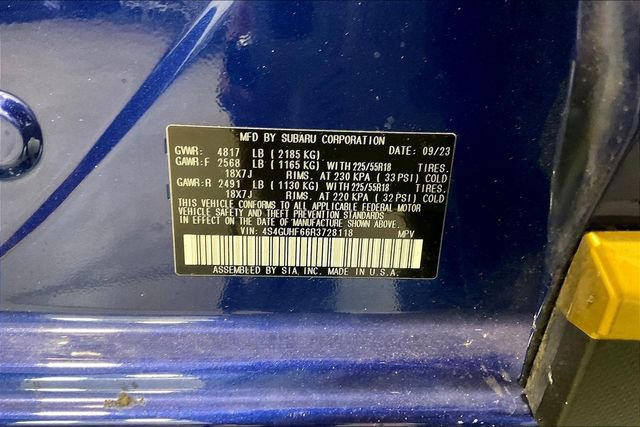 MFD BY SUBARU CORPORATION
GVWR: 4817 LB ( 2185 KG) DATE: 09/23
GAWR:F 2568 LB ( 1165 KG) WITH 225/55R18 TIRES.
18X7J RIMS. AT 230 KPA ( 33 PSI) COLD
GAWR:R 2491 LB ( 1130 KG) WITH 225/55R18 TIRES.
18X7J RIMS. AT 220 KPA ( 32 PSI) COLD
THIS VEHICLE CONFORMS TO ALL APPLICABLE FEDERAL MOTOR
VEHICLE SAFETY AND THEFT PREVENTION STANDARDS
IN EFFECT ON THE DATE OF MANUFACTURE SHOWN ABOVE.
VIN: 4S4GUHF66R3728118 MPV
ASSEMBLED BY SIA, INC. MADE IN U.S.A.